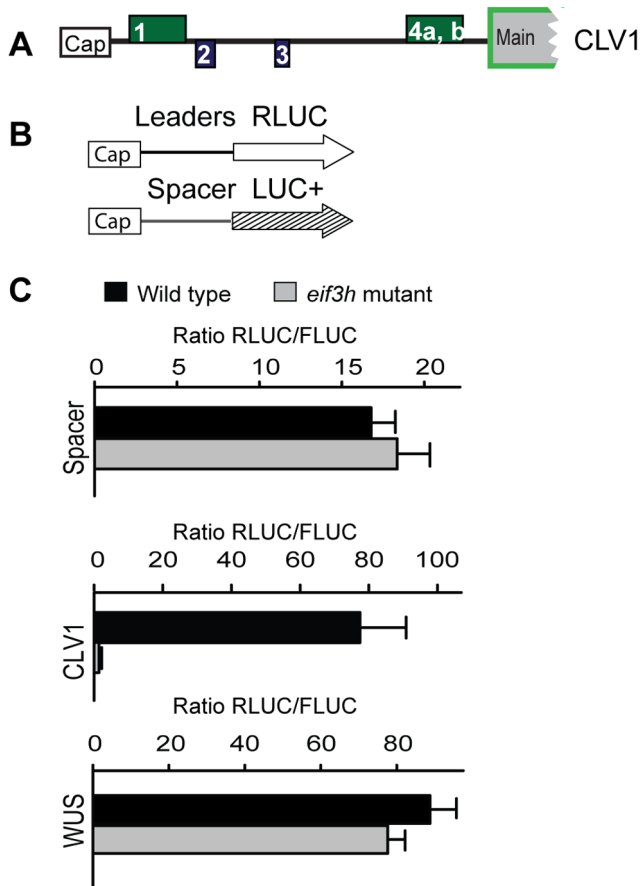 A
Cap
1
2
3
4a, b
Main
CLV1
B
Leaders RLUC
Cap
Spacer LUC+
Cap
C
Wild type
eif3h mutant
Ratio RLUC/FLUC
0 5 10 15 20
Spacer
Ratio RLUC/FLUC
0 20 40 60 80 100
CLV1
Ratio RLUC/FLUC
0 20 40 60 80
WUS